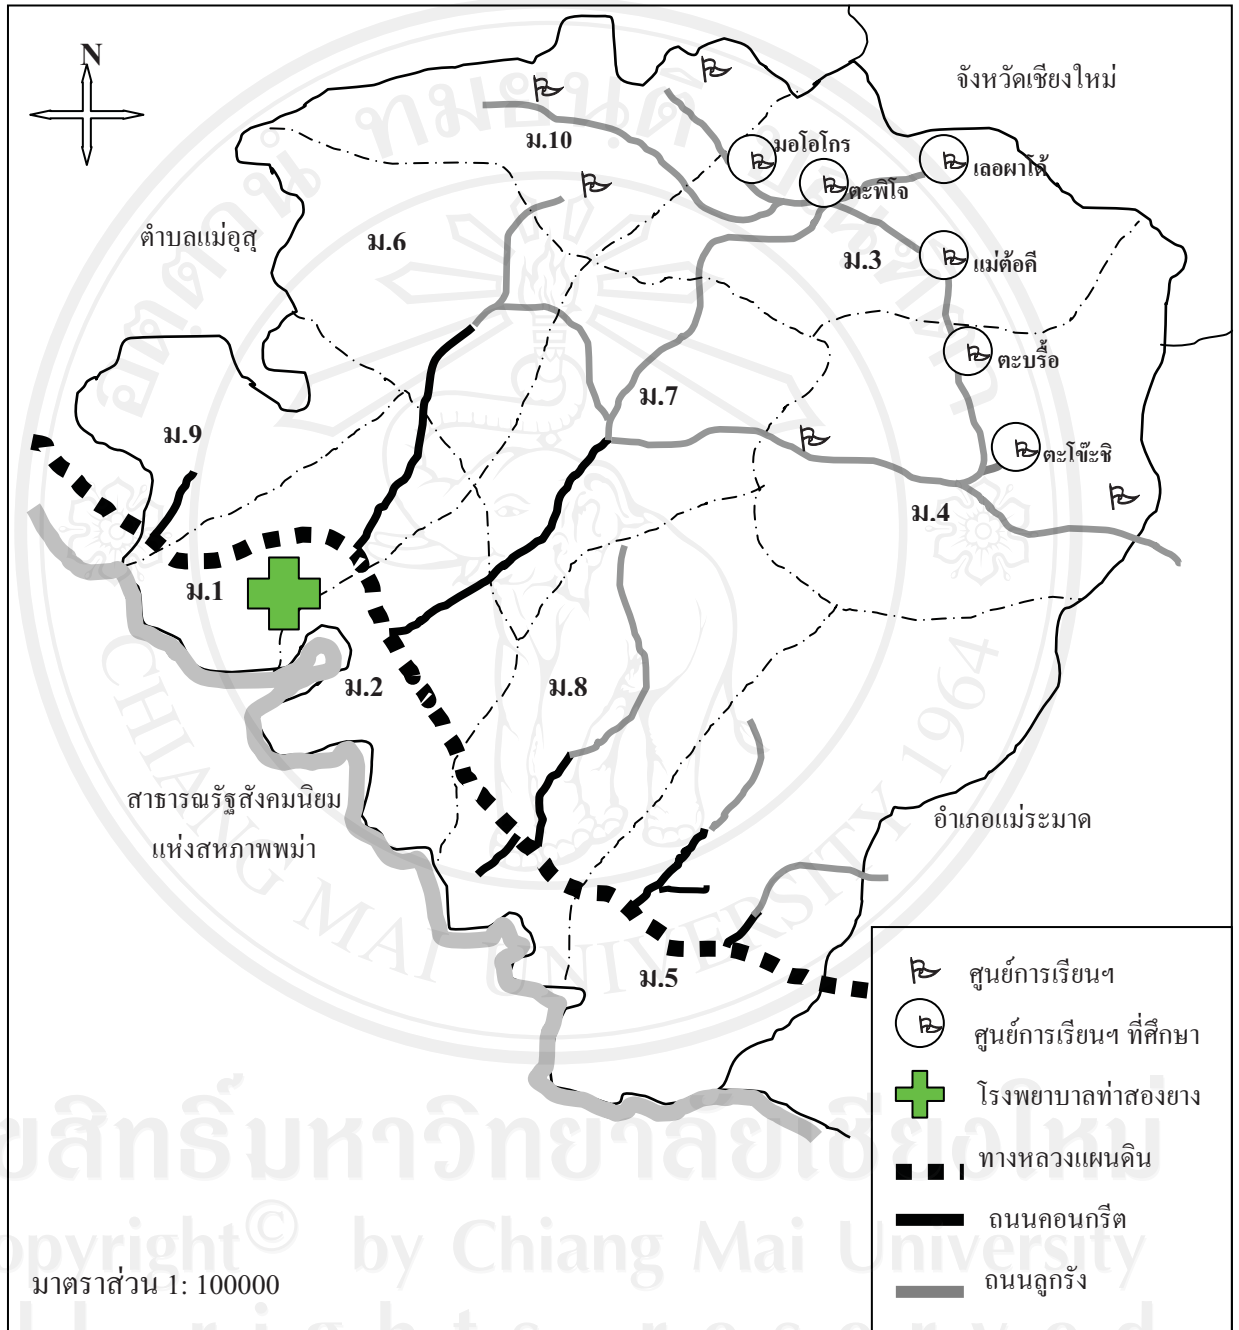 N
จังหวัดเชียงใหม่
ม.10
มอโอโกร
ตะพิโจ
เลอผาโด้
ตำบลแม่อุสุ
ม.6
ม.3
แม่ต้อคี
ตะบรึ้อ
ม.7
ม.9
ตะโข๊ะชิ
ม.4
ม.1
ม.2
ม.8
สาธารณรัฐสังคมนิยม
แห่งสหภาพพม่า
อำเภอแม่ระมาด
ม.5
ศูนย์การเรียนฯ
ศูนย์การเรียนฯ ที่ศึกษา
โรงพยาบาลท่าสองยาง
ทางหลวงแผนดิน
ถนนคอนกรีต
ถนนลูกรัง
มาตราส่วน 1: 100000
CHIANG MAI UNIVERSITY 1964
ขสิทธิ์มหาวิทยาลัยเชียงใหม่
opyright© by Chiang Mai University
ll rights reserved